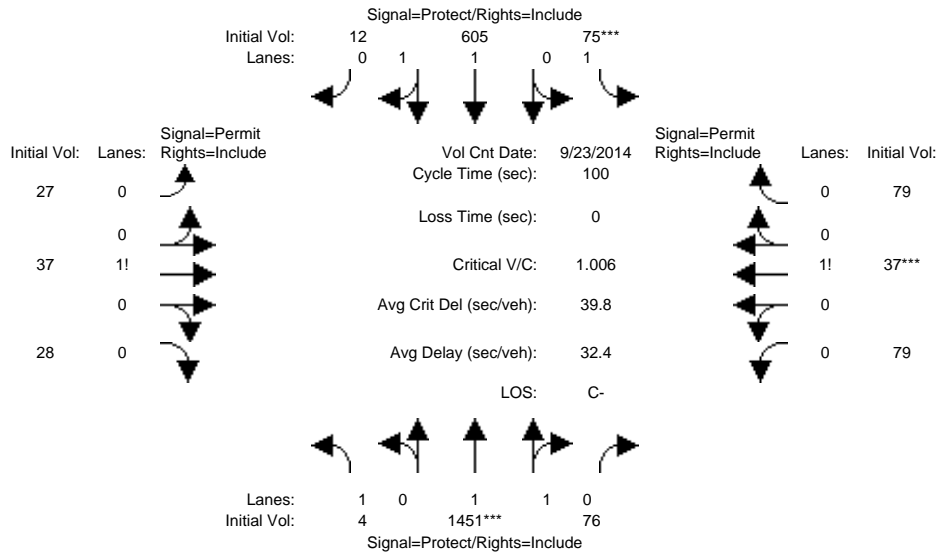 Signal=Protect/Rights=Include
Initial Vol: 12 605 75***
Lanes: 0 1 1 0 1
Signal=Permit
Initial Vol: Lanes: Rights=Include
Vol Cnt Date: 9/23/2014
Signal=Permit
Rights=Include Lanes: Initial Vol:
Cycle Time (sec): 100
27 0
0 79
Loss Time (sec): 0
0
0
37 1!
Critical V/C: 1.006
1! 37***
0
Avg Crit Del (sec/veh): 39.8
0
28 0
Avg Delay (sec/veh): 32.4
0 79
LOS: C-
Lanes: 1 0 1 1 0
Initial Vol: 4 1451*** 76
Signal=Protect/Rights=Include